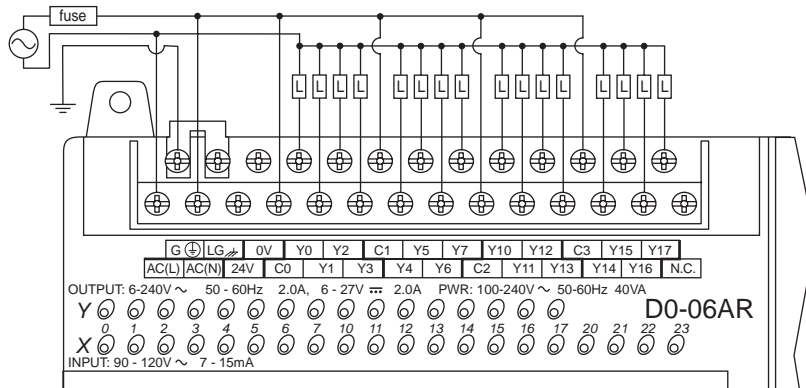 fuse
L L L L L L L L L L L L L L L L
G LG 0V Y0 Y2 C1 Y5 Y7 Y10 Y12 C3 Y15 Y17
AC(L) AC(N) 24V C0 Y1 Y3 Y4 Y6 C2 Y11 Y13 Y14 Y16 N.C.
OUTPUT: 6-240V ~ 50 - 60Hz 2.0A, 6 - 27V ⎓ 2.0A PWR: 100-240V ~ 50-60Hz 40VA
Y D0-06AR
0 1 2 3 4 5 6 7 10 11 12 13 14 15 16 17 20 21 22 23
X
INPUT: 90 - 120V ~ 7 - 15mA